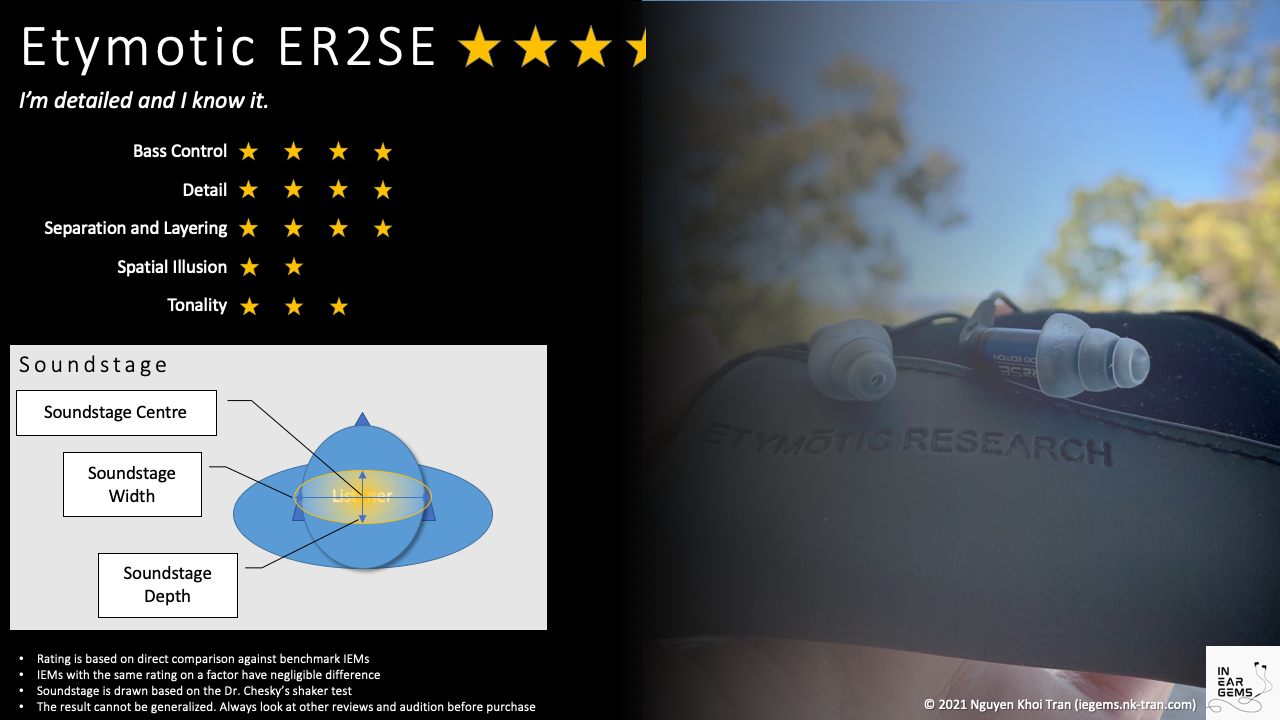 Etymotic ER2SE
I'm detailed and I know it.
Bass Control
Detail
Separation and Layering
Spatial Illusion
Tonality
Soundstage
Soundstage Centre
Soundstage
Width
Listener
Soundstage
Depth
• Rating is based on direct comparison against benchmark IEMs
• IEMs with the same rating on a factor have negligible difference
• Soundstage is drawn based on the Dr. Chesky's shaker test
• The result cannot be generalized. Always look at other reviews and audition before purchase
ER2SE
ETYMŌTIC RESEARCH
© 2021 Nguyen Khoi Tran (iegems.nk-tran.com)
IN
EAR
GEMS